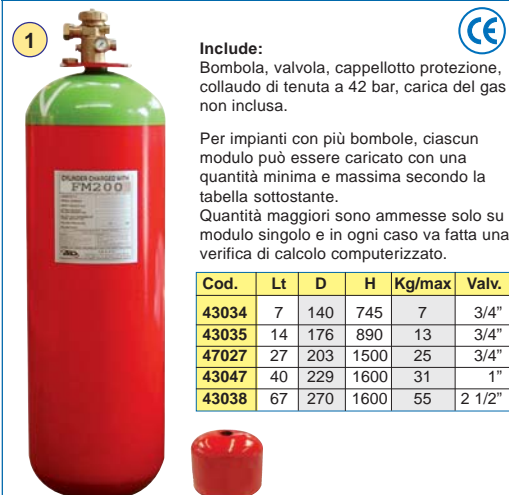 1
CE
Include:
Bombola, valvola, cappellotto protezione,
collaudo di tenuta a 42 bar, carica del gas
non inclusa.
Per impianti con più bombole, ciascun
modulo può essere caricato con una
quantità minima e massima secondo la
tabella sottostante.
Quantità maggiori sono ammesse solo su
modulo singolo e in ogni caso va fatta una
verifica di calcolo computerizzato.
Cod. Lt D H Kg/max Valv.
43034 7 140 745 7 3/4”
43035 14 176 890 13 3/4”
47027 27 203 1500 25 3/4”
43047 40 229 1600 31 1”
43038 67 270 1600 55 2 1/2”
CYLINDER CHARGED WITH
FM200